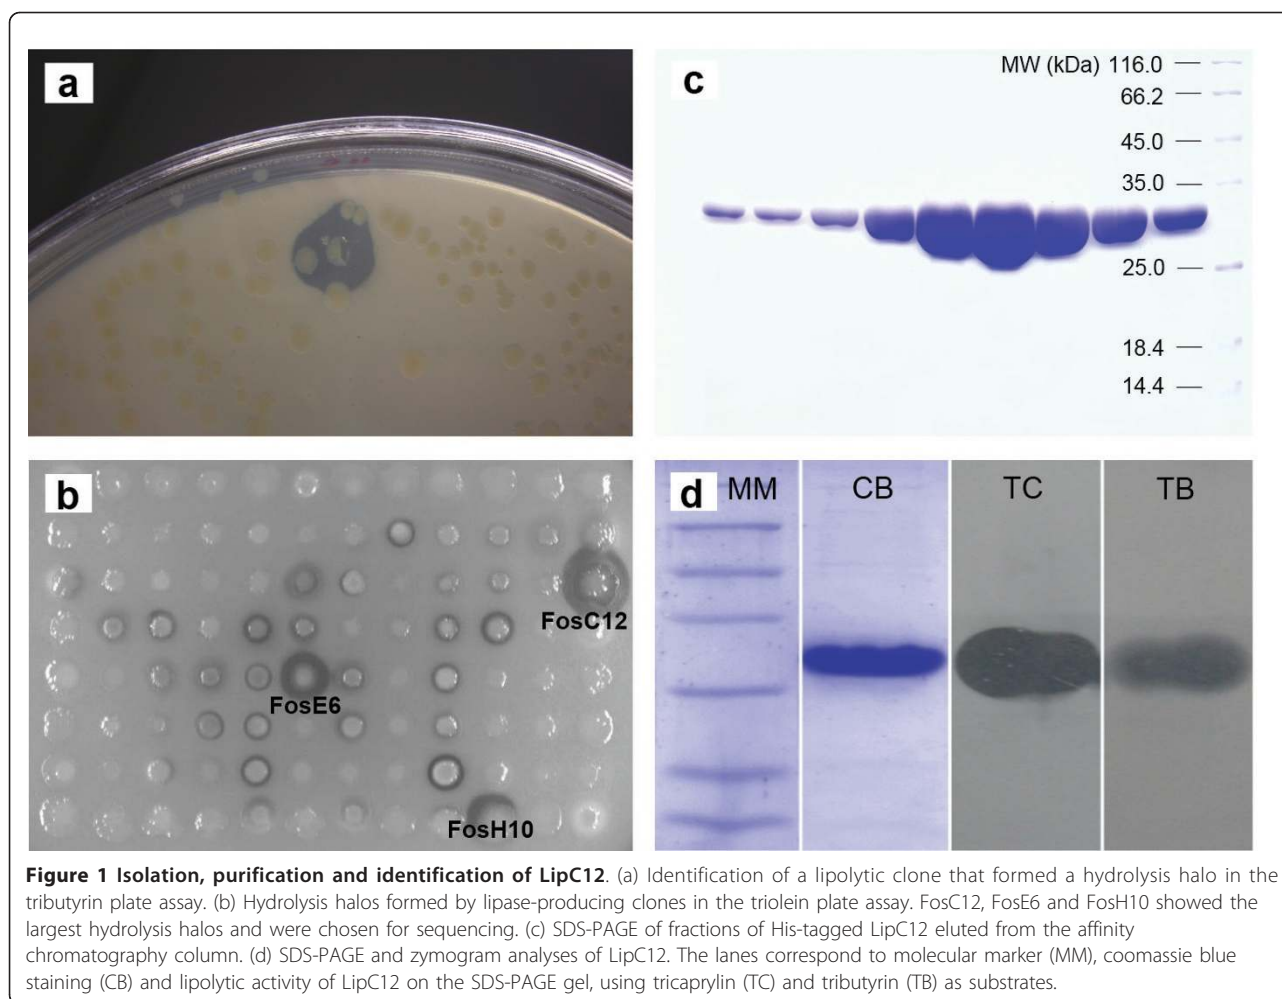 a
c
MW (kDa) 116.0
66.2
45.0
35.0
25.0
18.4
14.4
b
FosC12
FosE6
FosH10
d MM CB TC TB
Figure 1 Isolation, purification and identification of LipC12. (a) Identification of a lipolytic clone that formed a hydrolysis halo in the
tributyrin plate assay. (b) Hydrolysis halos formed by lipase-producing clones in the triolein plate assay. FosC12, FosE6 and FosH10 showed the
largest hydrolysis halos and were chosen for sequencing. (c) SDS-PAGE of fractions of His-tagged LipC12 eluted from the affinity
chromatography column. (d) SDS-PAGE and zymogram analyses of LipC12. The lanes correspond to molecular marker (MM), coomassie blue
staining (CB) and lipolytic activity of LipC12 on the SDS-PAGE gel, using tricaprylin (TC) and tributyrin (TB) as substrates.